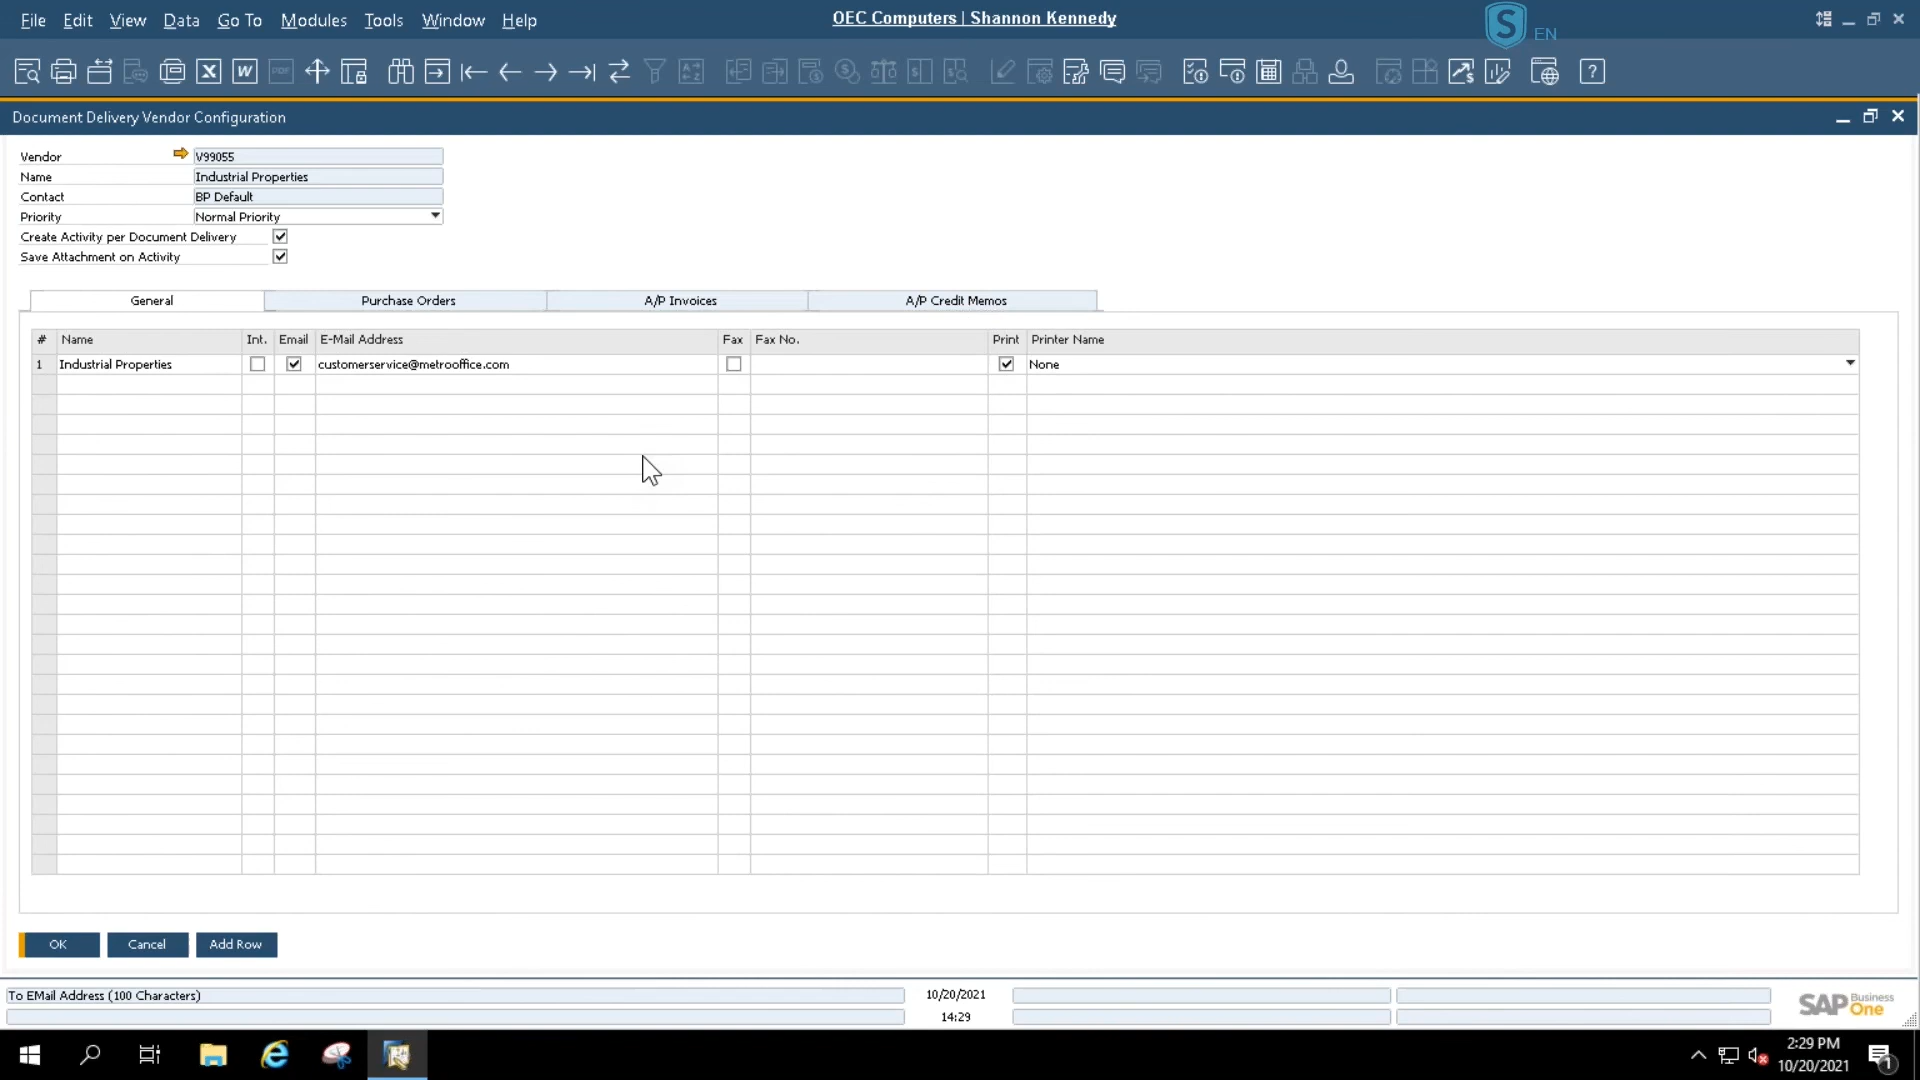 File Edit View Data Go To Modules Tools Window Help
OEC Computers | Shannon Kennedy
S EN
Document Delivery Vendor Configuration
Vendor V99055
Name Industrial Properties
Contact BP Default
Priority Normal Priority
Create Activity per Document Delivery
Save Attachment on Activity
General Purchase Orders A/P Invoices A/P Credit Memos
# Name Int. Email E-Mail Address Fax Fax No. Print Printer Name
1 Industrial Properties customerservice@metrooffice.com None
OK Cancel Add Row
To EMail Address (100 Characters) 10/20/2021
14:29
SAP Business One
2:29 PM
10/20/2021
1